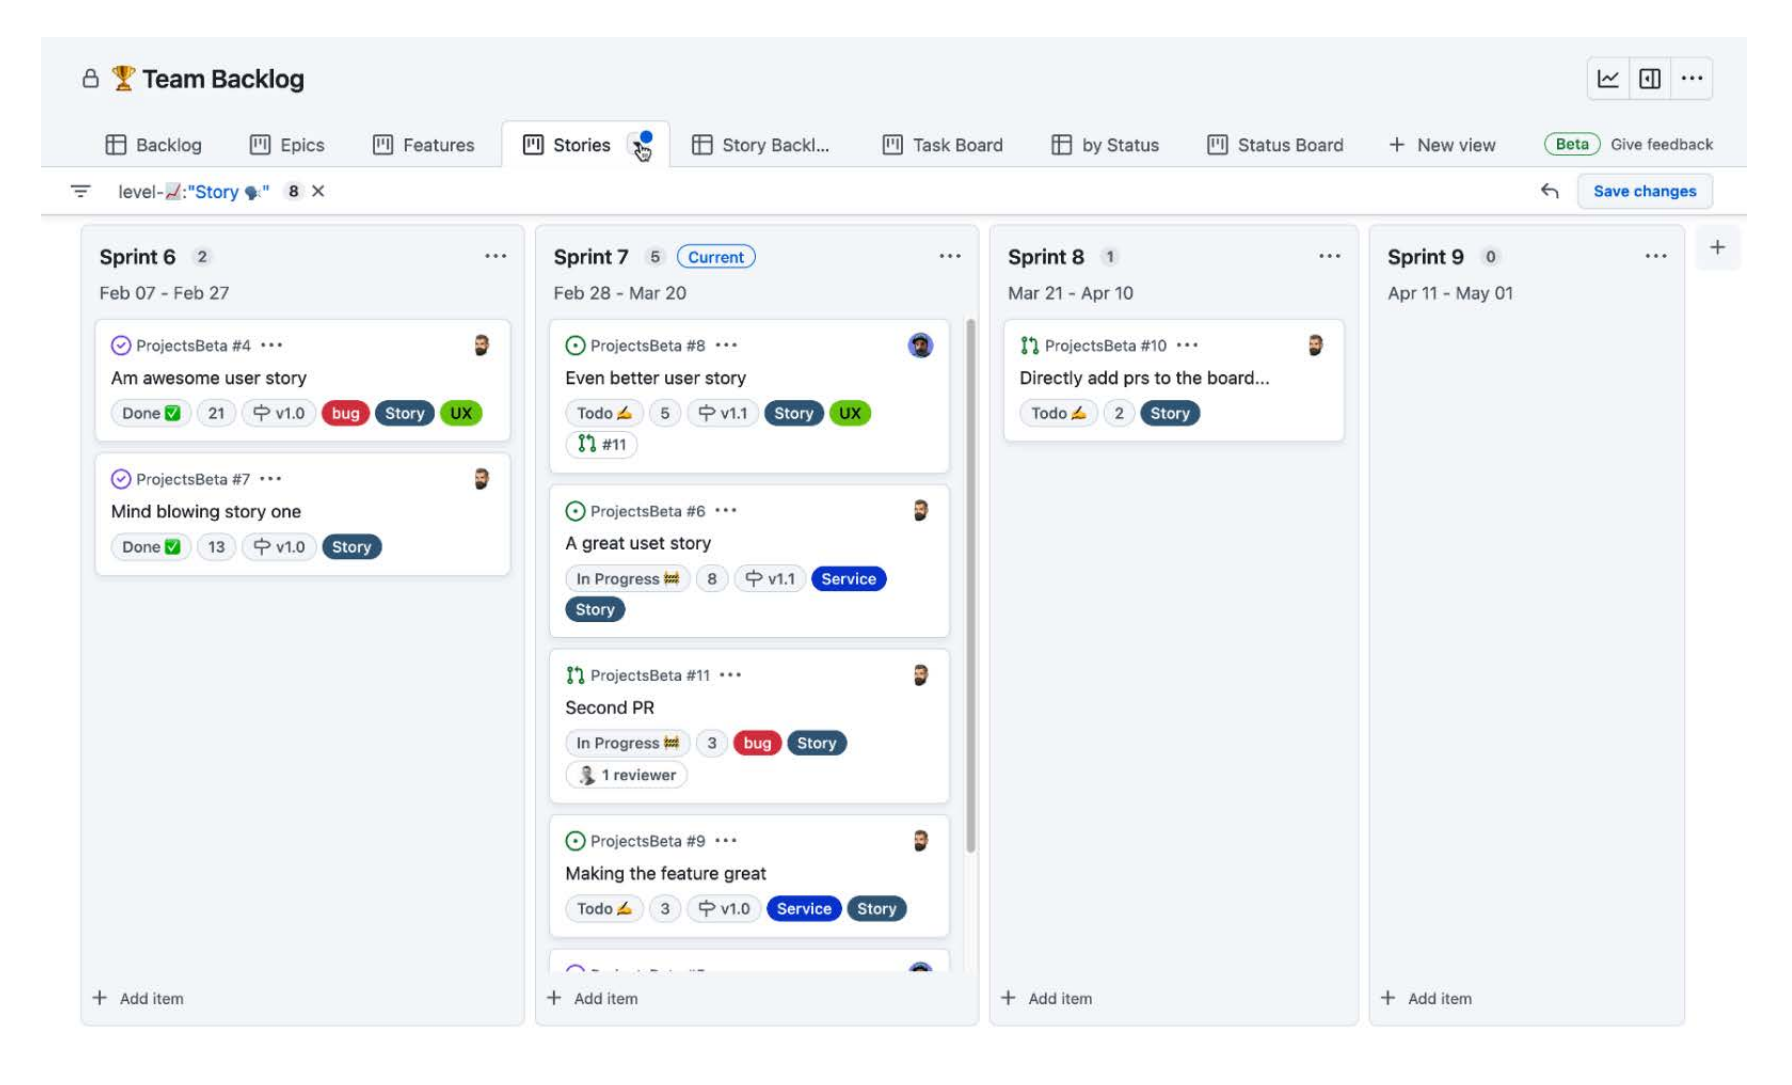 🏆 Team Backlog
Backlog Epics Features Stories Story Backl... Task Board by Status Status Board + New view Beta Give feedback
level-📈:"Story 🗣️" 8 ×
Save changes
Sprint 6 2 ...
Feb 07 - Feb 27
ProjectsBeta #4 ...
Am awesome user story
Done ✅ 21 v1.0 bug Story UX
ProjectsBeta #7 ...
Mind blowing story one
Done ✅ 13 v1.0 Story
+ Add item
Sprint 7 5 Current ...
Feb 28 - Mar 20
ProjectsBeta #8 ...
Even better user story
Todo ✍️ 5 v1.1 Story UX
#11
ProjectsBeta #6 ...
A great uset story
In Progress 🚧 8 v1.1 Service
Story
ProjectsBeta #11 ...
Second PR
In Progress 🚧 3 bug Story
1 reviewer
ProjectsBeta #9 ...
Making the feature great
Todo ✍️ 3 v1.0 Service Story
+ Add item
Sprint 8 1 ...
Mar 21 - Apr 10
ProjectsBeta #10 ...
Directly add prs to the board...
Todo ✍️ 2 Story
+ Add item
Sprint 9 0 ...
Apr 11 - May 01
+ Add item